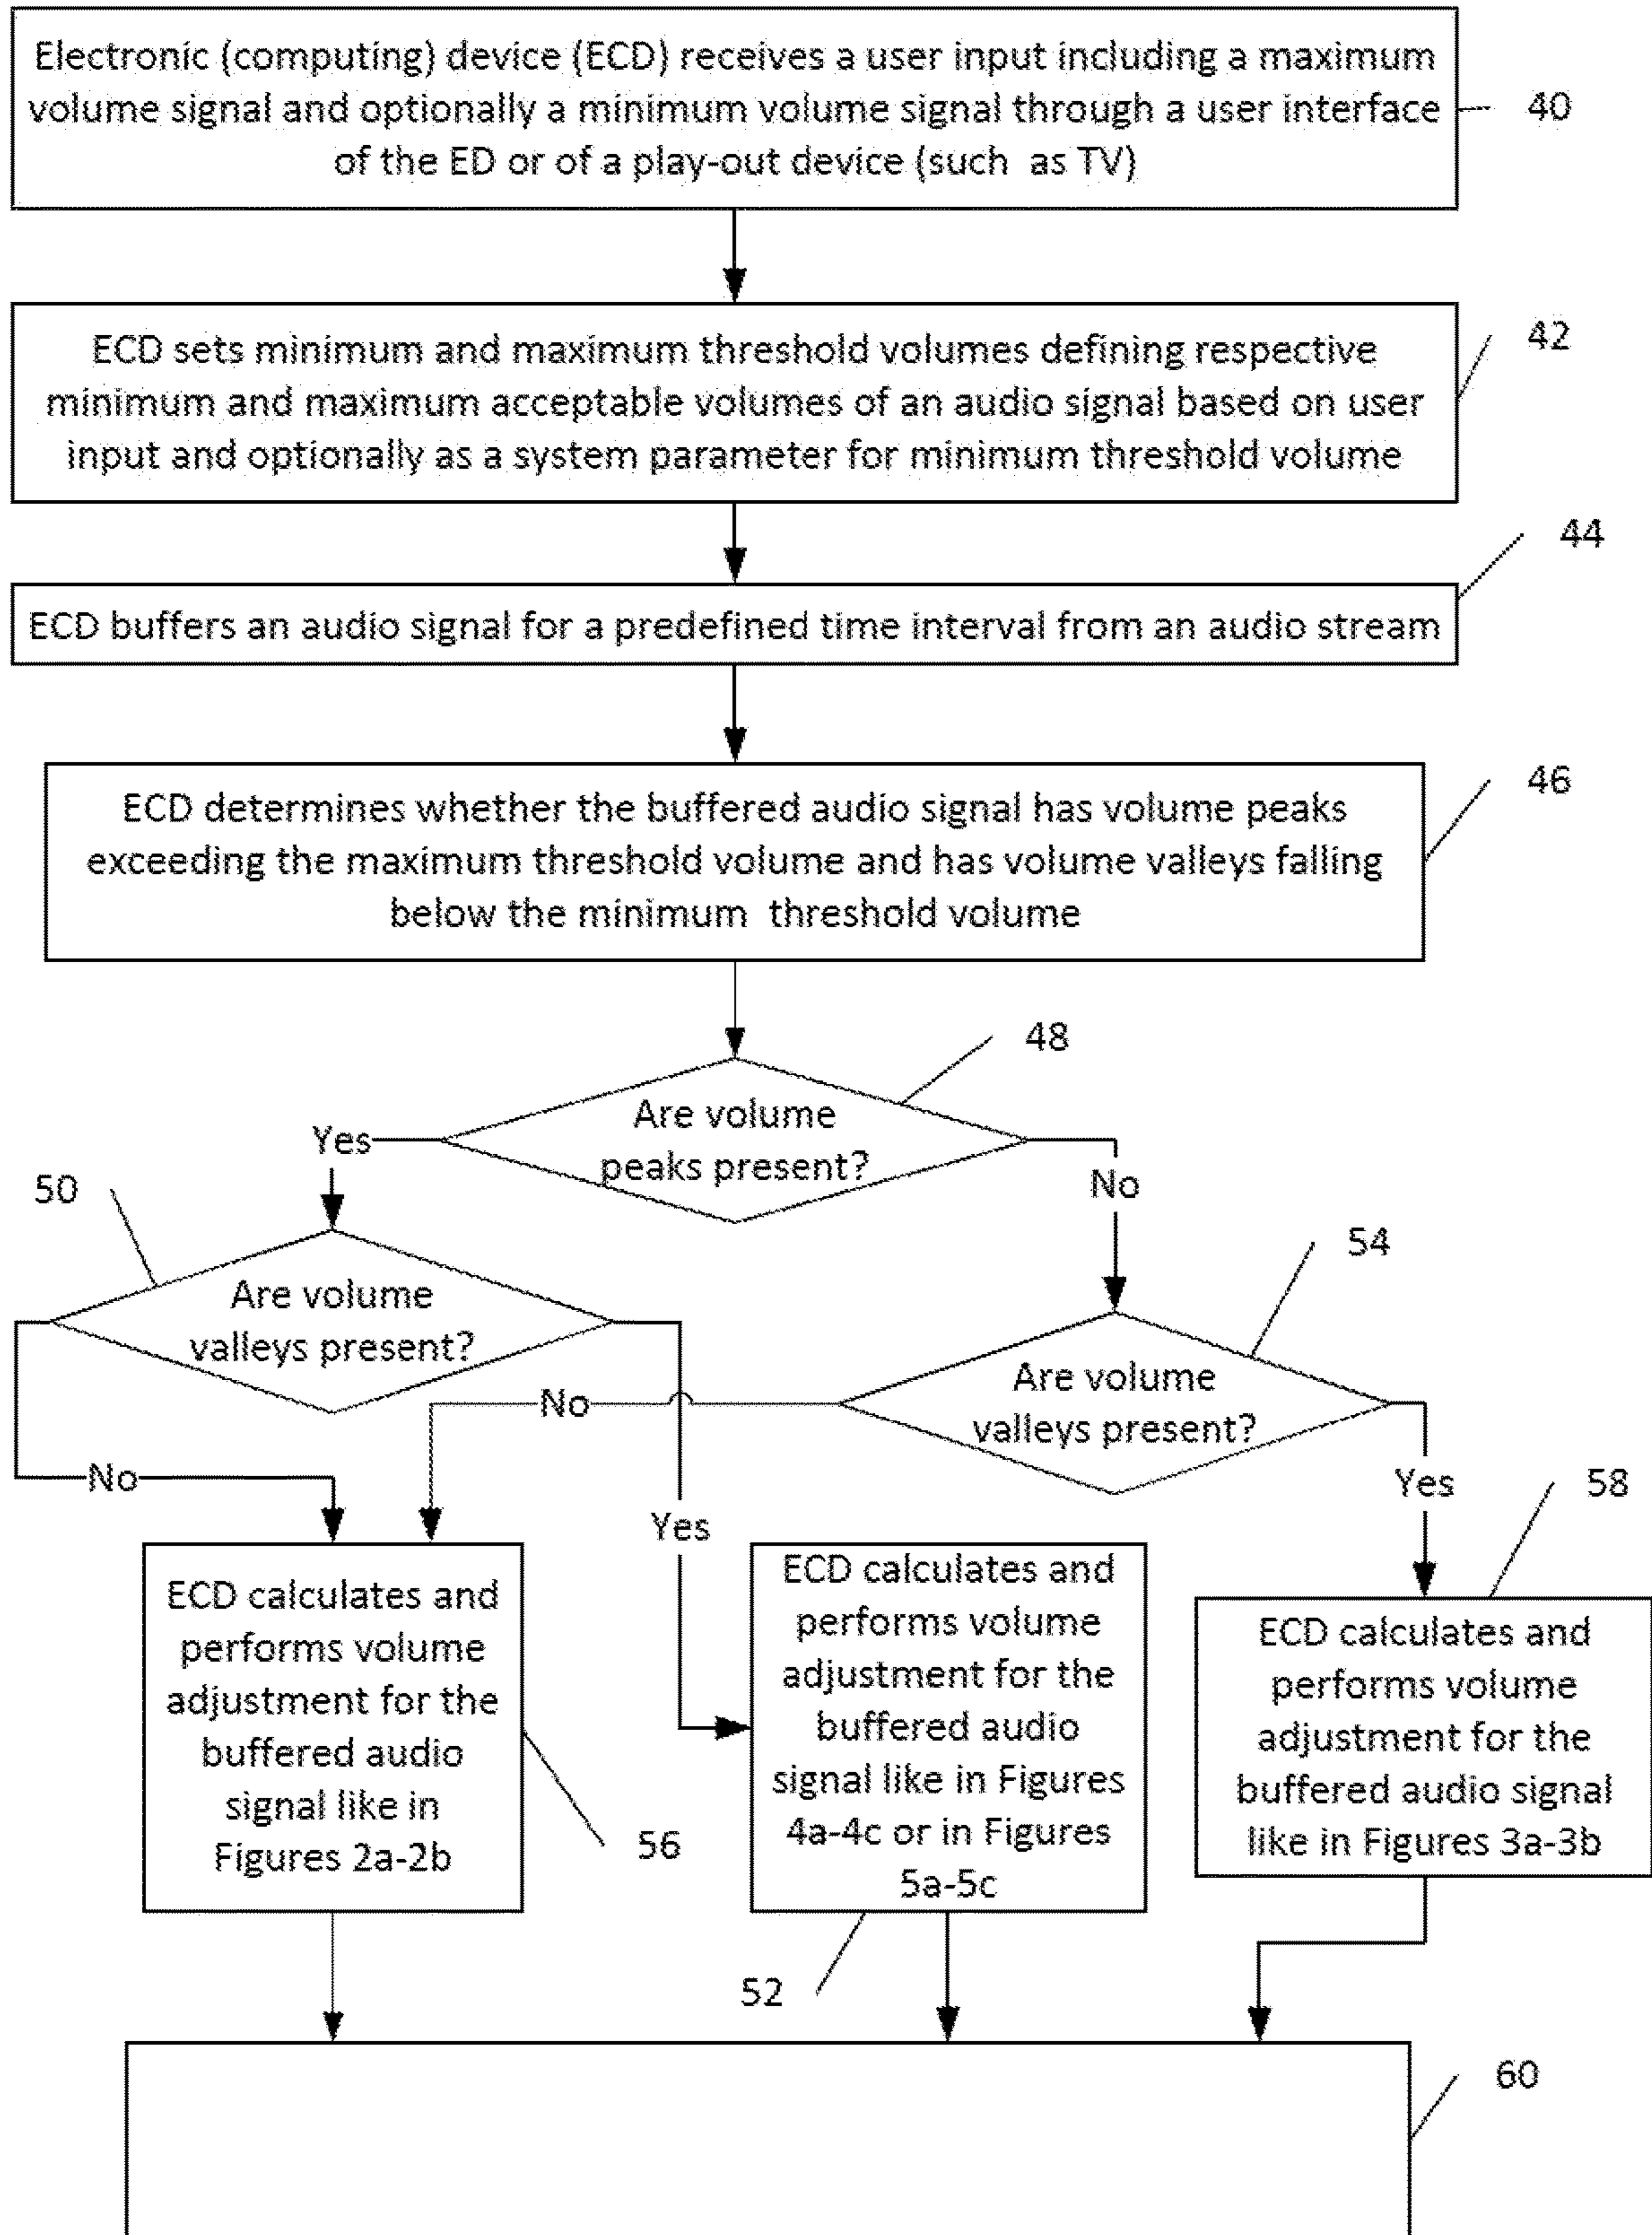 Electronic (computing) device (ECD) receives a user input including a maximum
volume signal and optionally a minimum volume signal through a user interface
of the ED or of a play-out device (such as TV)
40
ECD sets minimum and maximum threshold volumes defining respective
minimum and maximum acceptable volumes of an audio signal based on user
input and optionally as a system parameter for minimum threshold volume
42
44
ECD buffers an audio signal for a predefined time interval from an audio stream
46
ECD determines whether the buffered audio signal has volume peaks
exceeding the maximum threshold volume and has volume valleys falling
below the minimum threshold volume
48
Are volume
peaks present?
Yes
No
50
Are volume
valleys present?
54
Are volume
valleys present?
No
No
Yes
Yes
58
ECD calculates and
performs volume
adjustment for the
buffered audio
signal like in
Figures 2a-2b
56
ECD calculates and
performs volume
adjustment for the
buffered audio
signal like in Figures
4a-4c or in Figures
5a-5c
52
ECD calculates and
performs volume
adjustment for the
buffered audio signal
like in Figures 3a-3b
60